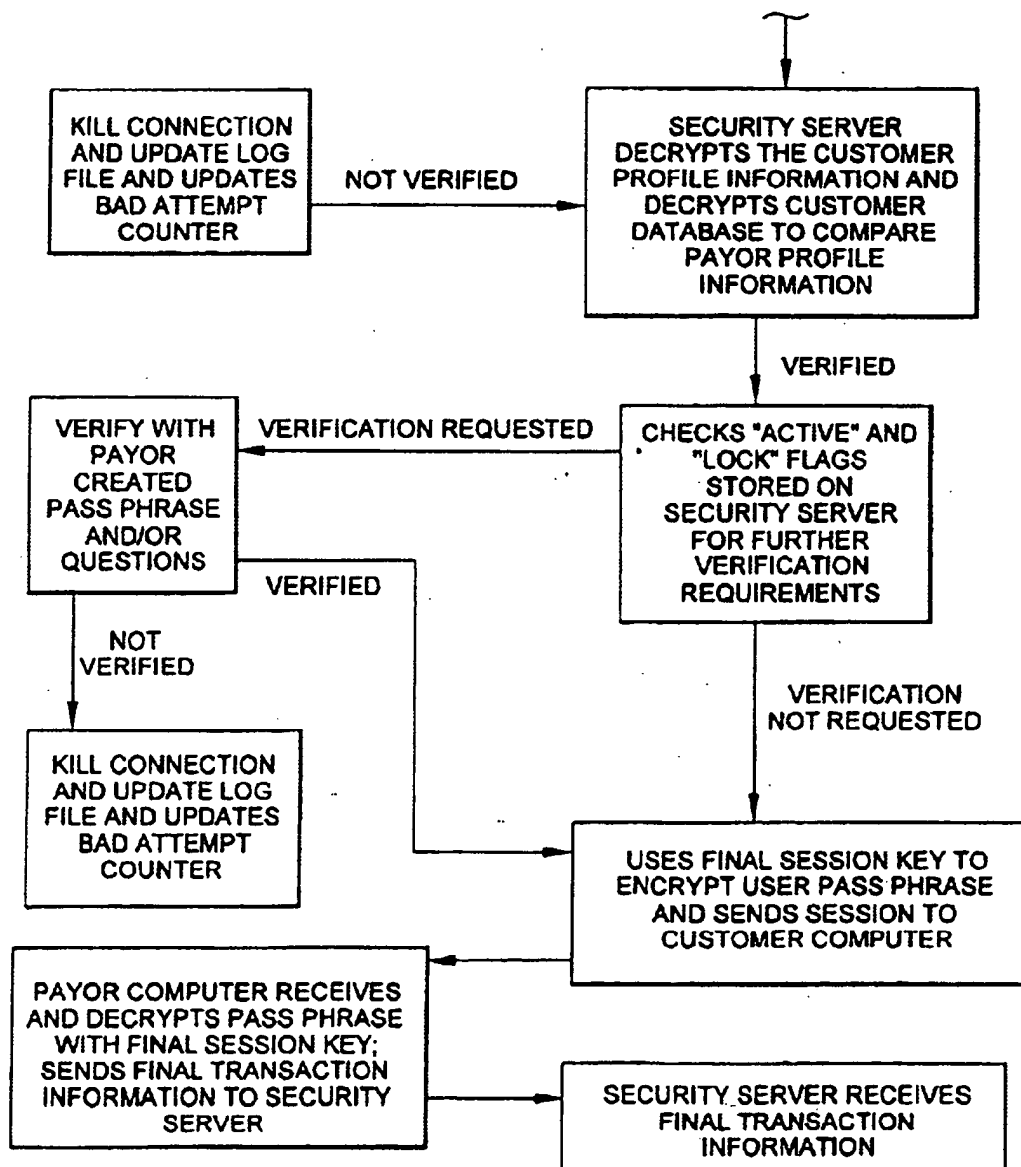 KILL CONNECTION
AND UPDATE LOG
FILE AND UPDATES
BAD ATTEMPT
COUNTER
NOT VERIFIED
SECURITY SERVER
DECRYPTS THE CUSTOMER
PROFILE INFORMATION AND
DECRYPTS CUSTOMER
DATABASE TO COMPARE
PAYOR PROFILE
INFORMATION
VERIFIED
VERIFY WITH
PAYOR
CREATED
PASS PHRASE
AND/OR
QUESTIONS
VERIFICATION REQUESTED
CHECKS "ACTIVE" AND
"LOCK" FLAGS
STORED ON
SECURITY SERVER
FOR FURTHER
VERIFICATION
REQUIREMENTS
VERIFIED
NOT
VERIFIED
VERIFICATION
NOT REQUESTED
KILL CONNECTION
AND UPDATE LOG
FILE AND UPDATES
BAD ATTEMPT
COUNTER
USES FINAL SESSION KEY TO
ENCRYPT USER PASS PHRASE
AND SENDS SESSION TO
CUSTOMER COMPUTER
PAYOR COMPUTER RECEIVES
AND DECRYPTS PASS PHRASE
WITH FINAL SESSION KEY;
SENDS FINAL TRANSACTION
INFORMATION TO SECURITY
SERVER
SECURITY SERVER RECEIVES
FINAL TRANSACTION
INFORMATION